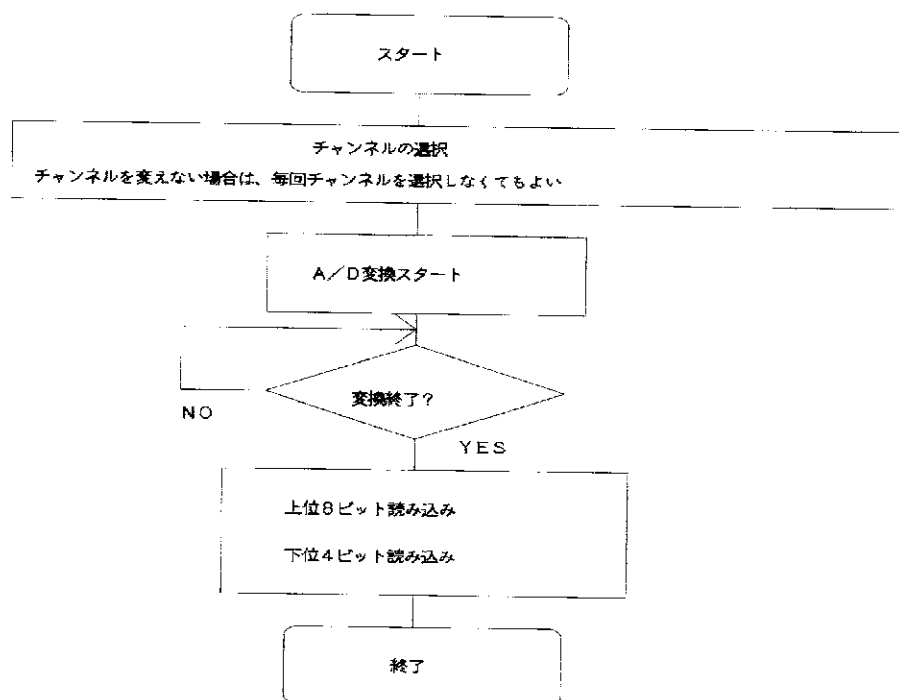 スタート
チャンネルの選択
チャンネルを変えない場合は、毎回チャンネルを選択しなくてもよい
A/D変換スタート
変換終了?
NO
YES
上位8ビット読み込み
下位4ビット読み込み
終了